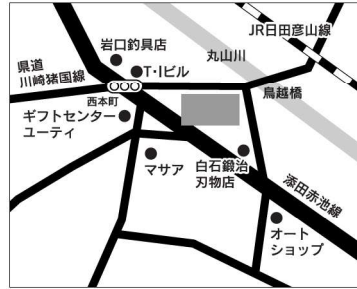 JR日田彦山線
岩口釣具店
丸山川
T・Iビル
県道
川崎猪国線
鳥越橋
西本町
ギフトセンター
ユーティ
マサア
白石鍛治
刃物店
添田赤池線
オート
ショップ